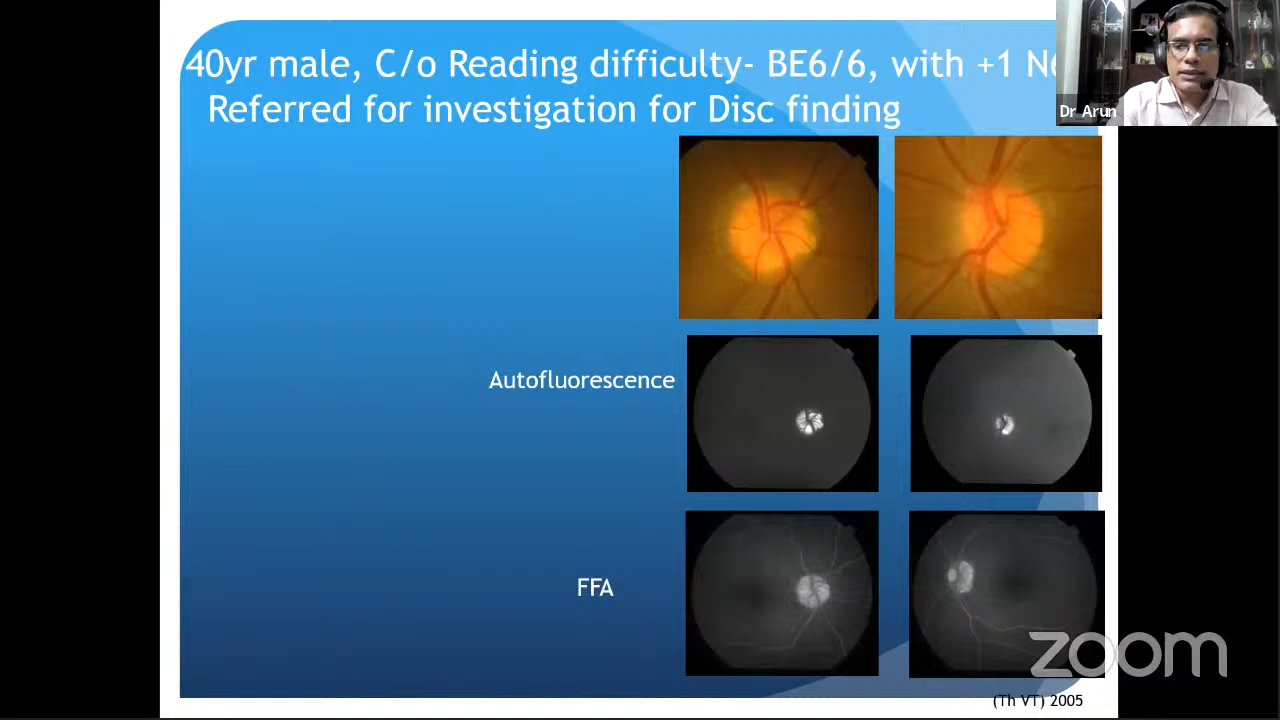 40yr male, C/o Reading difficulty- BE6/6, with +1
Referred for investigation for Disc finding
Dr Arun
Autofluorescence
FFA
zoom
(Th VT) 2005